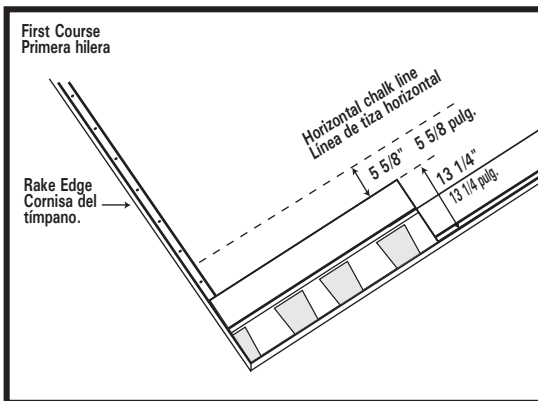 First Course
Primera hilera
Horizontal chalk line
Línea de tiza horizontal
5 5/8" 5 5/8 pulg.
13 1/4"
13 1/4 pulg.
Rake Edge
Cornisa del
tímpano.